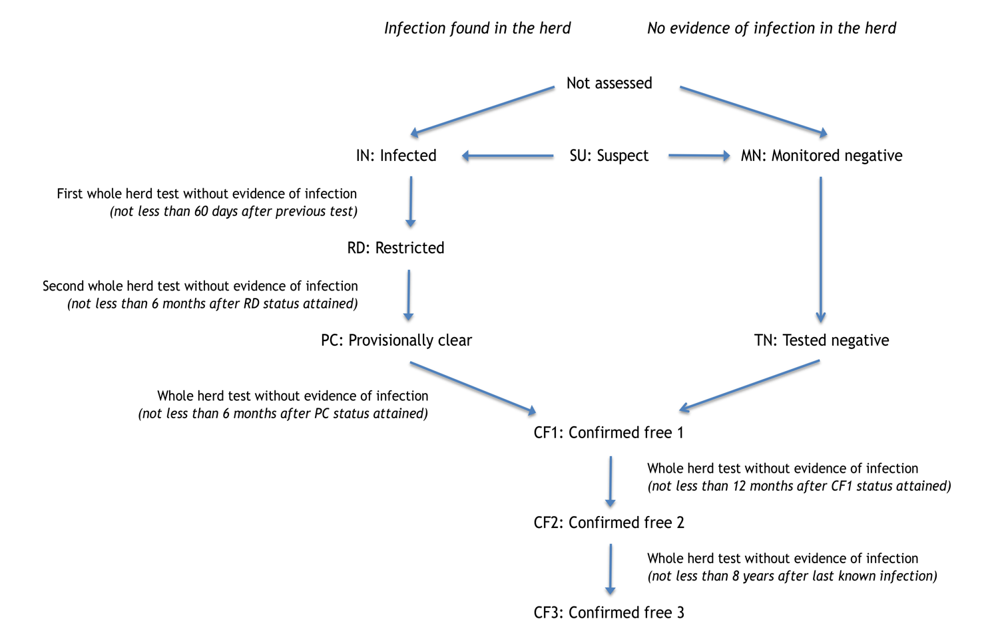 Infection found in the herd
No evidence of infection in the herd
Not assessed
IN: Infected
SU: Suspect
MN: Monitored negative
First whole herd test without evidence of infection
(not less than 60 days after previous test)
RD: Restricted
Second whole herd test without evidence of infection
(not less than 6 months after RD status attained)
PC: Provisionally clear
TN: Tested negative
Whole herd test without evidence of infection
(not less than 6 months after PC status attained)
CF1: Confirmed free 1
Whole herd test without evidence of infection
(not less than 12 months after CF1 status attained)
CF2: Confirmed free 2
Whole herd test without evidence of infection
(not less than 8 years after last known infection)
CF3: Confirmed free 3